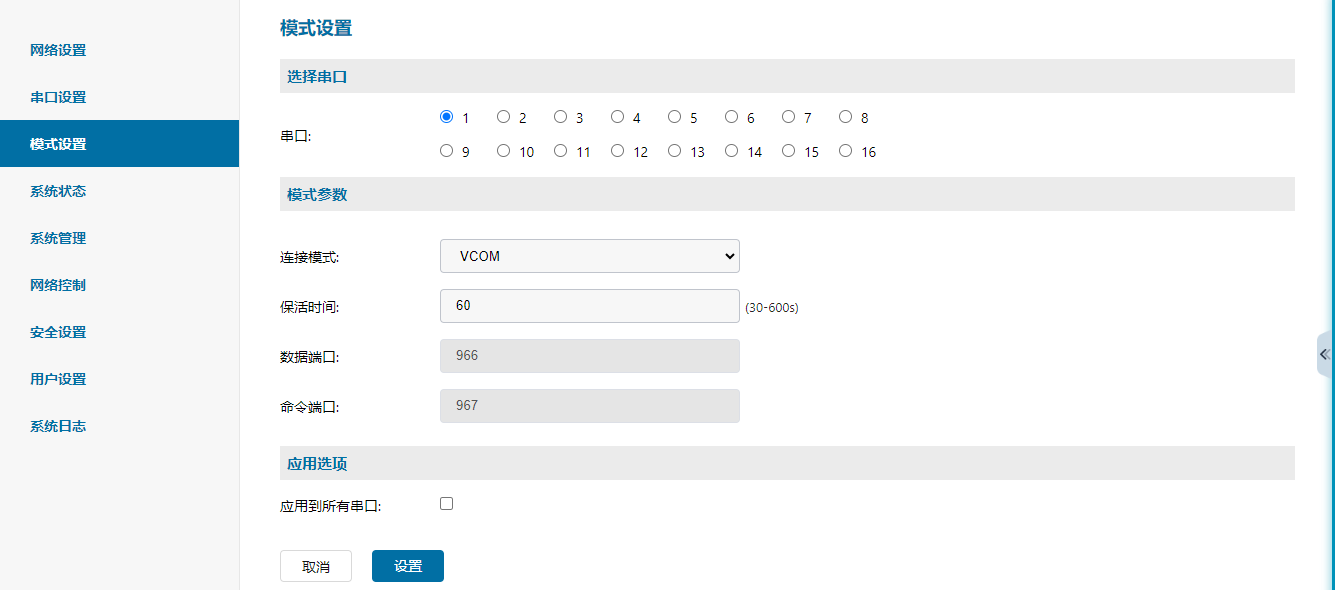 模式设置
网络设置
串口设置
模式设置
系统状态
系统管理
网络控制
安全设置
用户设置
系统日志
选择串口
串口:
1 2 3 4 5 6 7 8
9 10 11 12 13 14 15 16
模式参数
连接模式: VCOM
保活时间: 60 (30-600s)
数据端口: 966
命令端口: 967
应用选项
应用到所有串口:
取消 设置